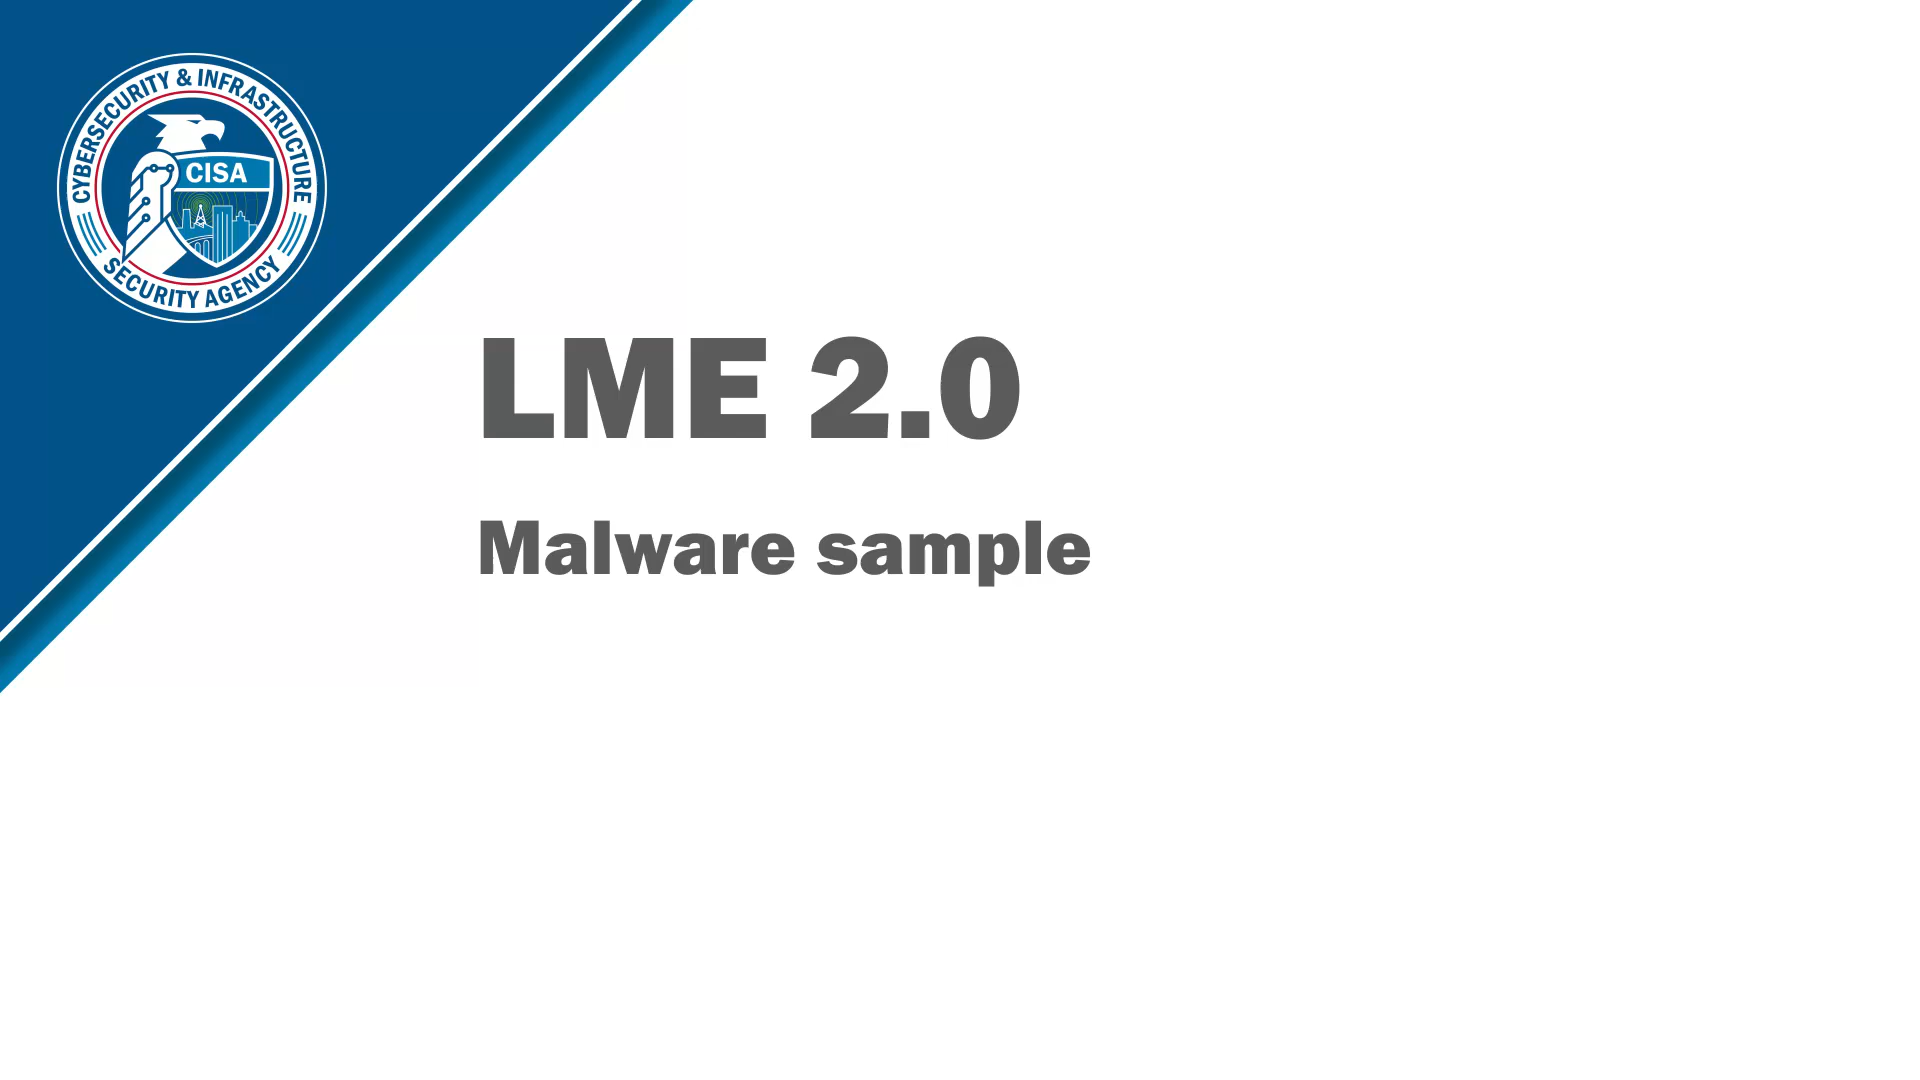 CYBERSECURITY & INFRASTRUCTURE
SECURITY AGENCY
CISA
LME 2.0
Malware sample